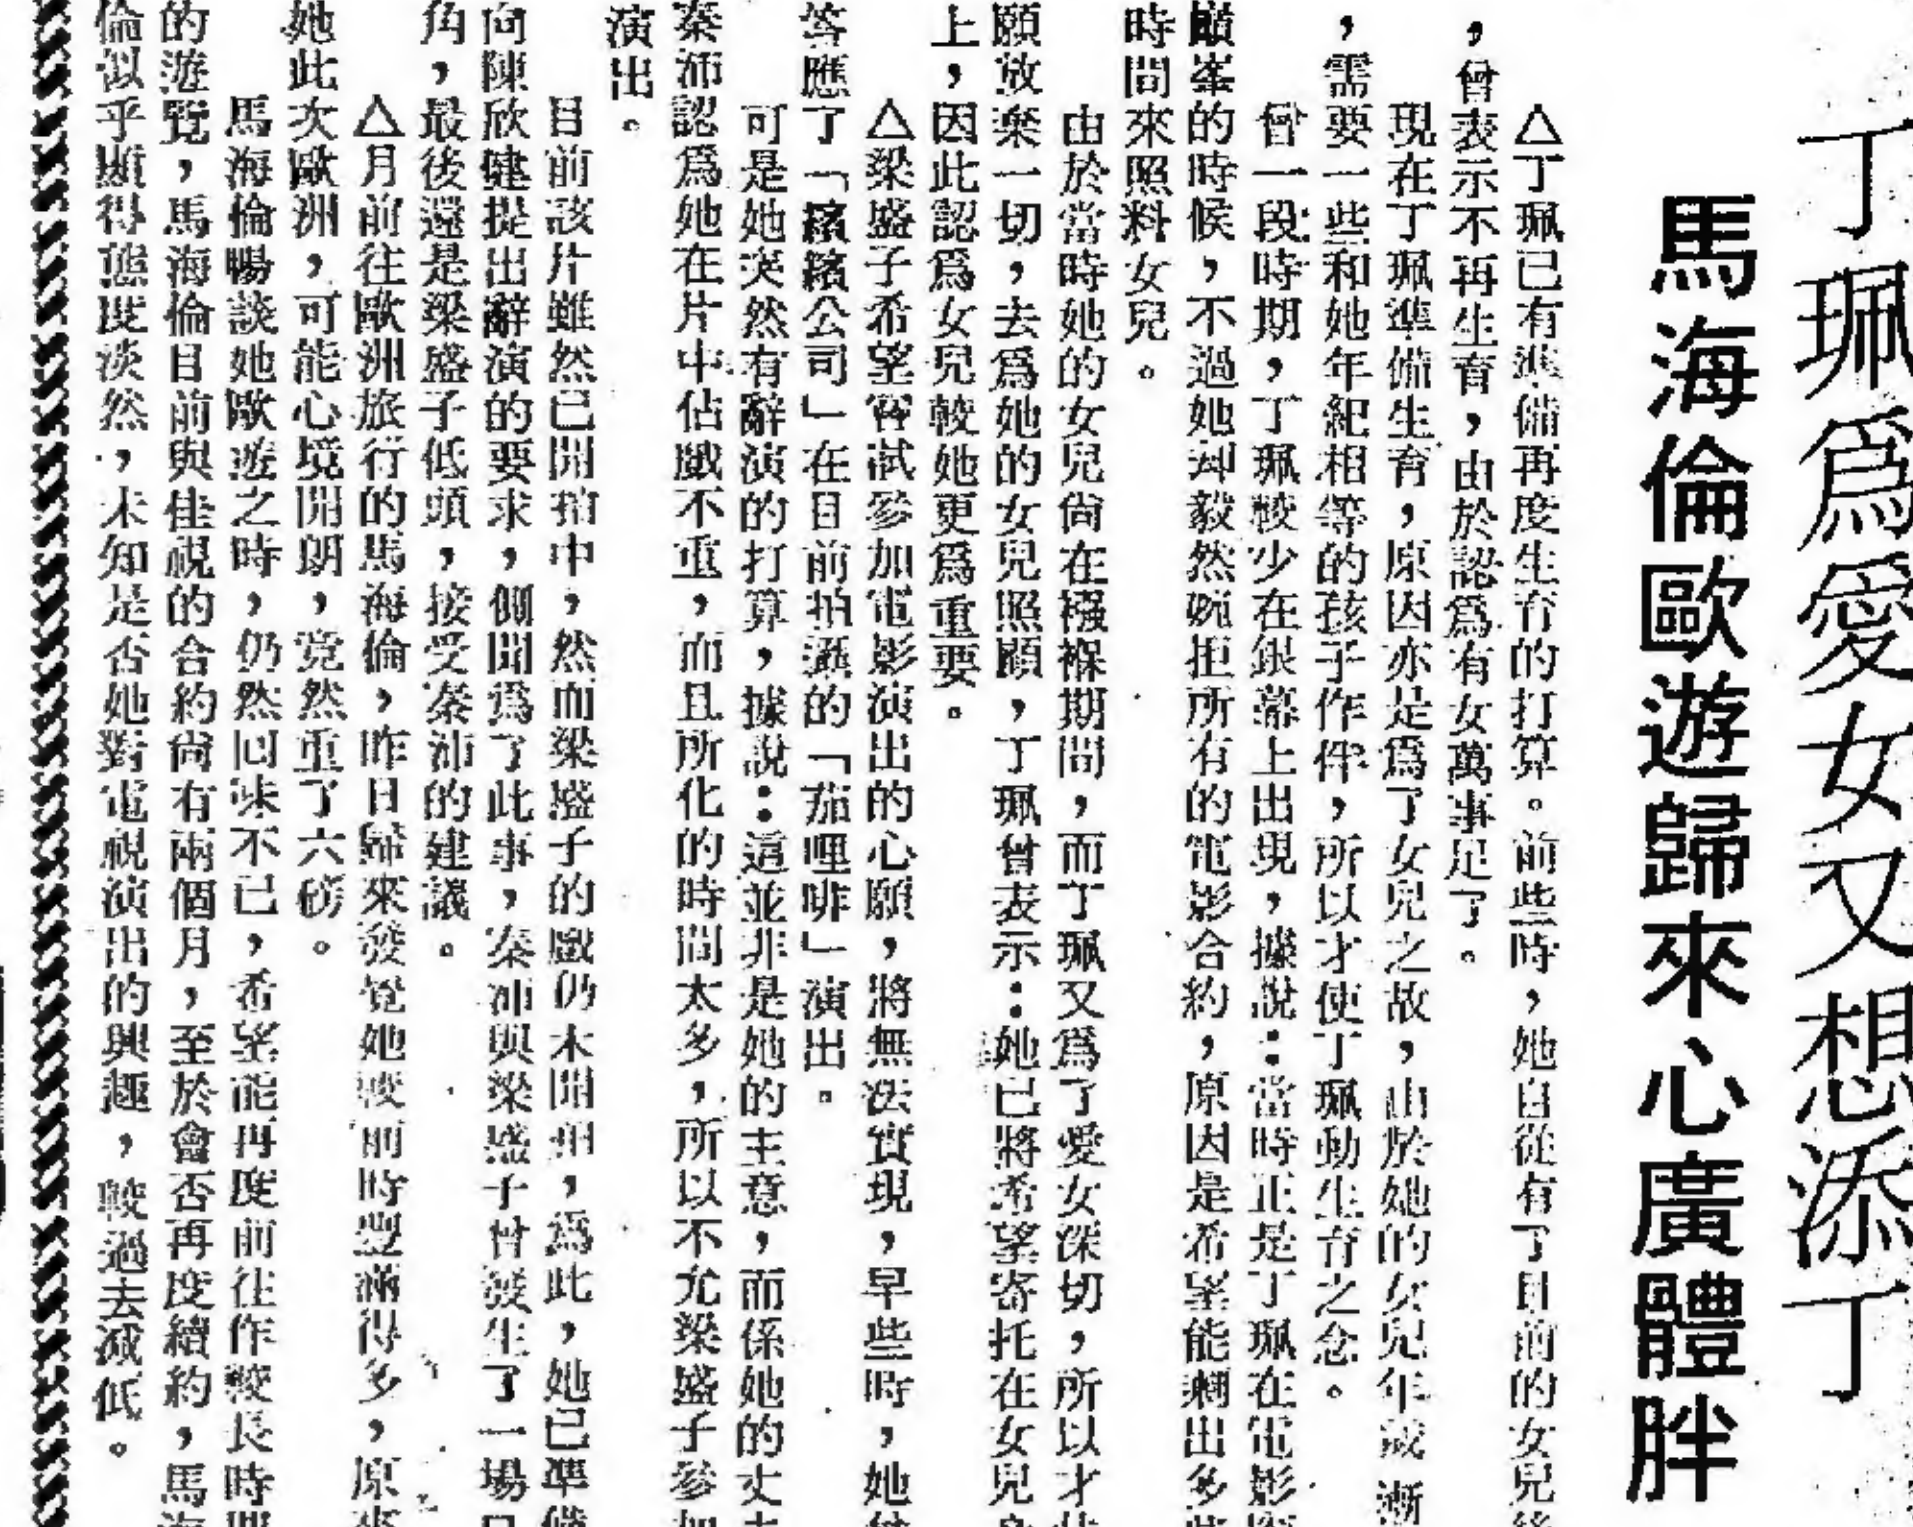 丁珮爲愛女又想添丁
馬海倫歐遊歸來心廣體胖
△丁珮已有準備再度生育的打算。前些時，她自從有了目前的女兒後
，曾表示不再生育，由於認爲有女萬事足了。
現在丁珮準備生育，原因亦是爲了女兒之故，由於她的女兒年歲漸
，需要一些和她年紀相等的孩子作伴，所以才使丁珮動生育之念。
曾一段時期，丁珮較少在銀幕上出現，據說：當時正是丁珮在電影
巔峯的時候，不過她却毅然婉拒所有的電影合約，原因是希望能剩出多些
時間來照料女兒。
由於當時她的女兒尙在襁褓期間，而丁珮又爲了愛女深切，所以才
願放棄一切，去爲她的女兒照顧，丁珮曾表示：她已將希望寄托在女兒身
上，因此認爲女兒較她更爲重要。
△梁盛子希望嘗試參加電影演出的心願，將無法實現，早些時，她曾
答應了「繽繽公司」在目前拍攝的「茄哩啡」演出。
可是她突然有辭演的打算，據說：這並非是她的主意，而係她的丈夫
秦沛認爲她在片中佔戲不重，而且所化的時間太多，所以不允梁盛子參加
演出。
目前該片雖然已開拍中，然而梁盛子的戲仍未開拍，爲此，她已準備
向陳欣健提出辭演的要求，側聞爲了此事，秦沛與梁盛子曾發生了一場口
角，最後還是梁盛子低頭，接受秦沛的建議。
△月前往歐洲旅行的馬海倫，昨日歸來發覺她較前時豐滿得多，原來
她此次歐洲，可能心境開朗，竟然重了六磅。
馬海倫暢談她歐遊之時，仍然回味不已，希望能再度前往作較長時間
的遊覽，馬海倫目前與佳視的合約尙有兩個月，至於會否再度續約，馬海
倫似乎顯得態度淡然，未知是否她對電視演出的興趣，較過去減低。